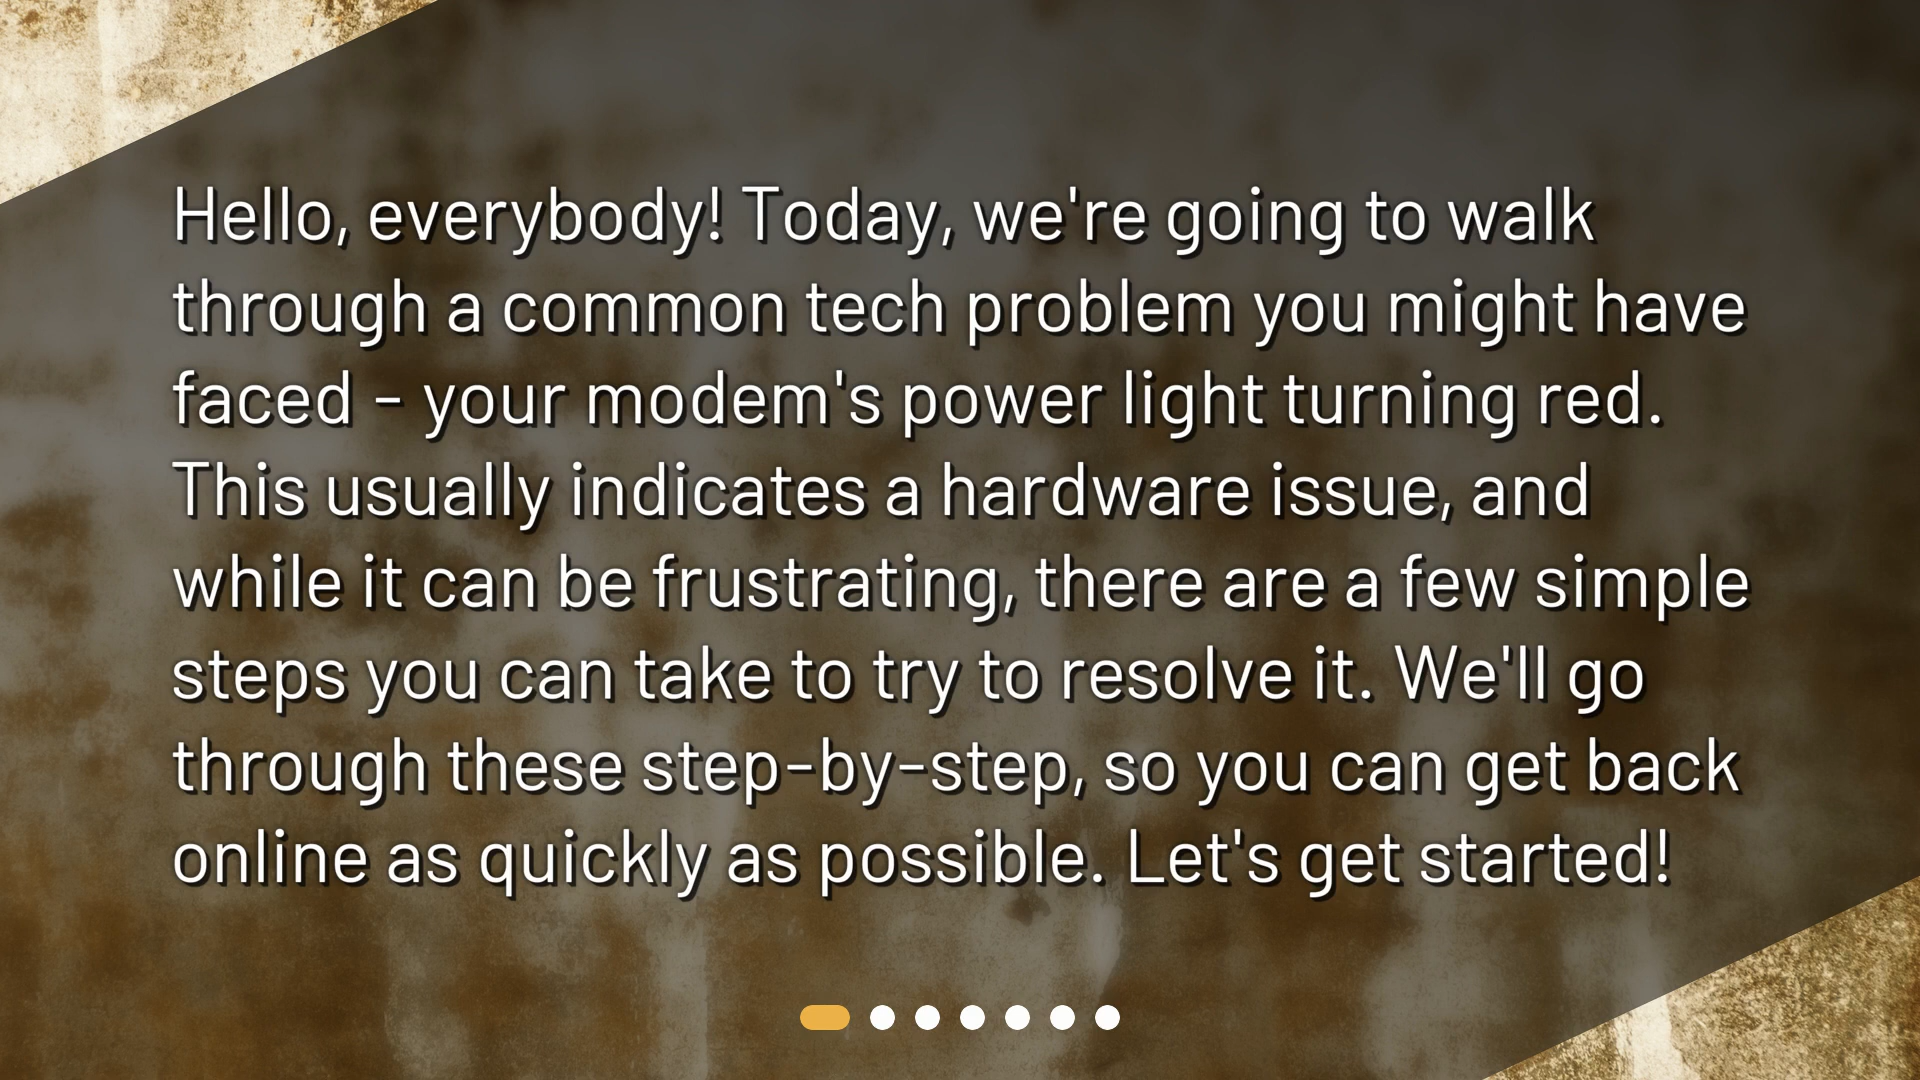 Hello, everybody! Today, we're going to walk
through a common tech problem you might have
faced - your modem's power light turning red.
This usually indicates a hardware issue, and
while it can be frustrating, there are a few simple
steps you can take to try to resolve it. We'll go
through these step-by-step, so you can get back
online as quickly as possible. Let's get started!